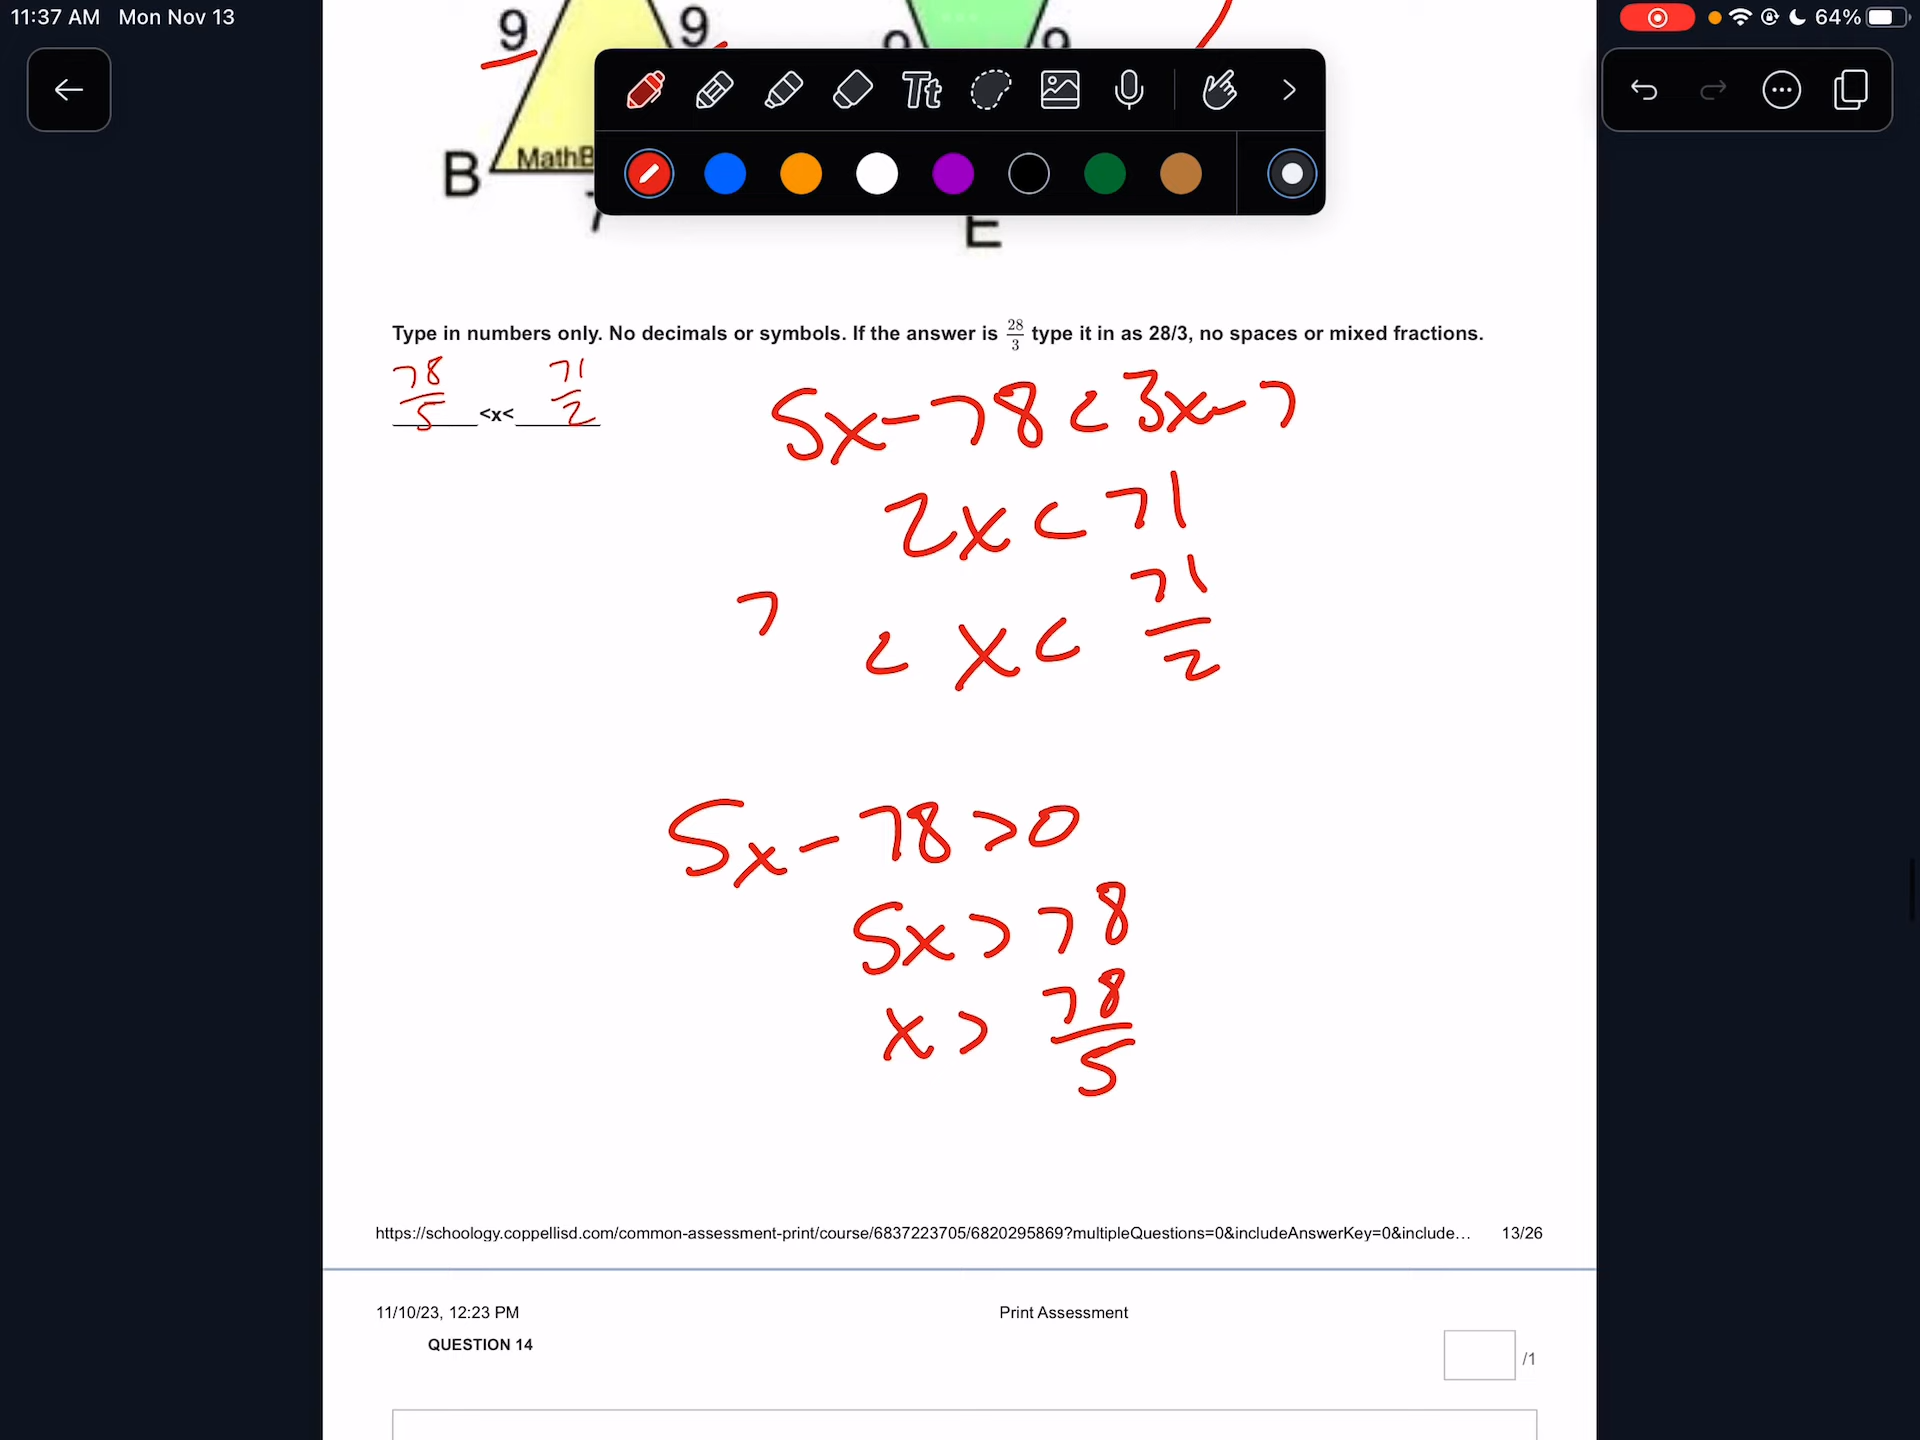 11:37 AM Mon Nov 13
64%
9 9
B MathB
7
E
Type in numbers only. No decimals or symbols. If the answer is 28/3 type it in as 28/3, no spaces or mixed fractions.
78/5 <x< 71/2
5x-78<3x-7
2x<71
7 < x < 71/2
5x-78>0
5x>78
x> 78/5
https://schoology.coppellisd.com/common-assessment-print/course/6837223705/6820295869?multipleQuestions=0&includeAnswerKey=0&include… 13/26
11/10/23, 12:23 PM Print Assessment
QUESTION 14
/1
Tt